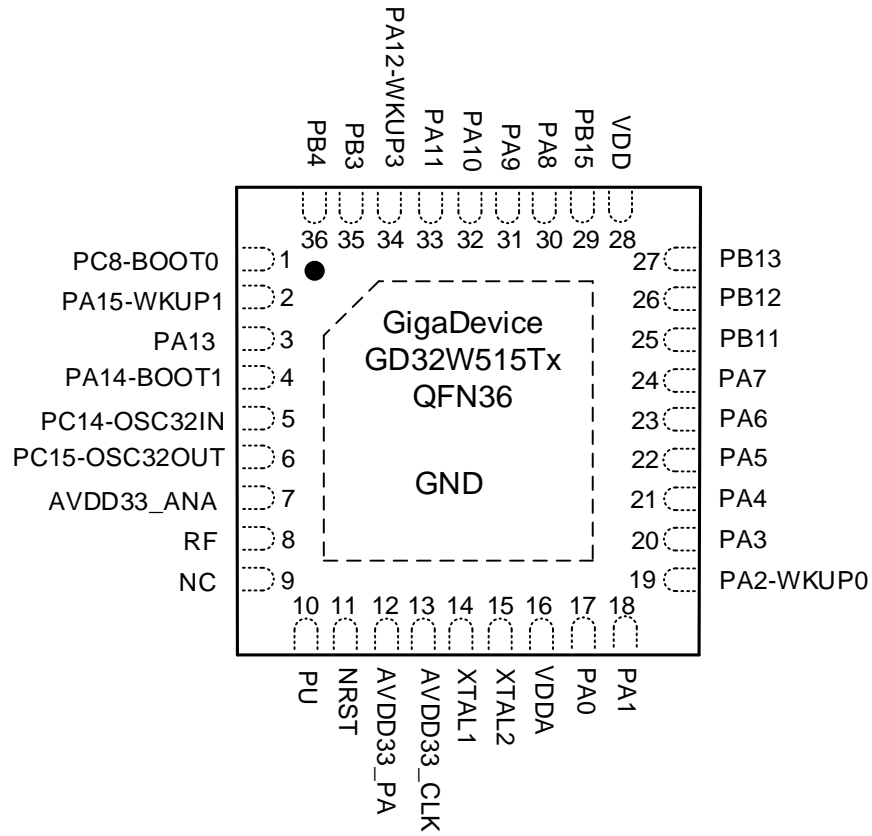 PB4
PB3
PA12-WKUP3
PA11
PA10
PA9
PA8
PB15
VDD
36
35
34
33
32
31
30
29
28
PC8-BOOT0 1
PA15-WKUP1 2
PA13 3
PA14-BOOT1 4
PC14-OSC32IN 5
PC15-OSC32OUT 6
AVDD33_ANA 7
RF 8
NC 9
GigaDevice
GD32W515Tx
QFN36
GND
27 PB13
26 PB12
25 PB11
24 PA7
23 PA6
22 PA5
21 PA4
20 PA3
19 PA2-WKUP0
10
11
12
13
14
15
16
17
18
PU
NRST
AVDD33_PA
AVDD33_CLK
XTAL1
XTAL2
VDDA
PA0
PA1